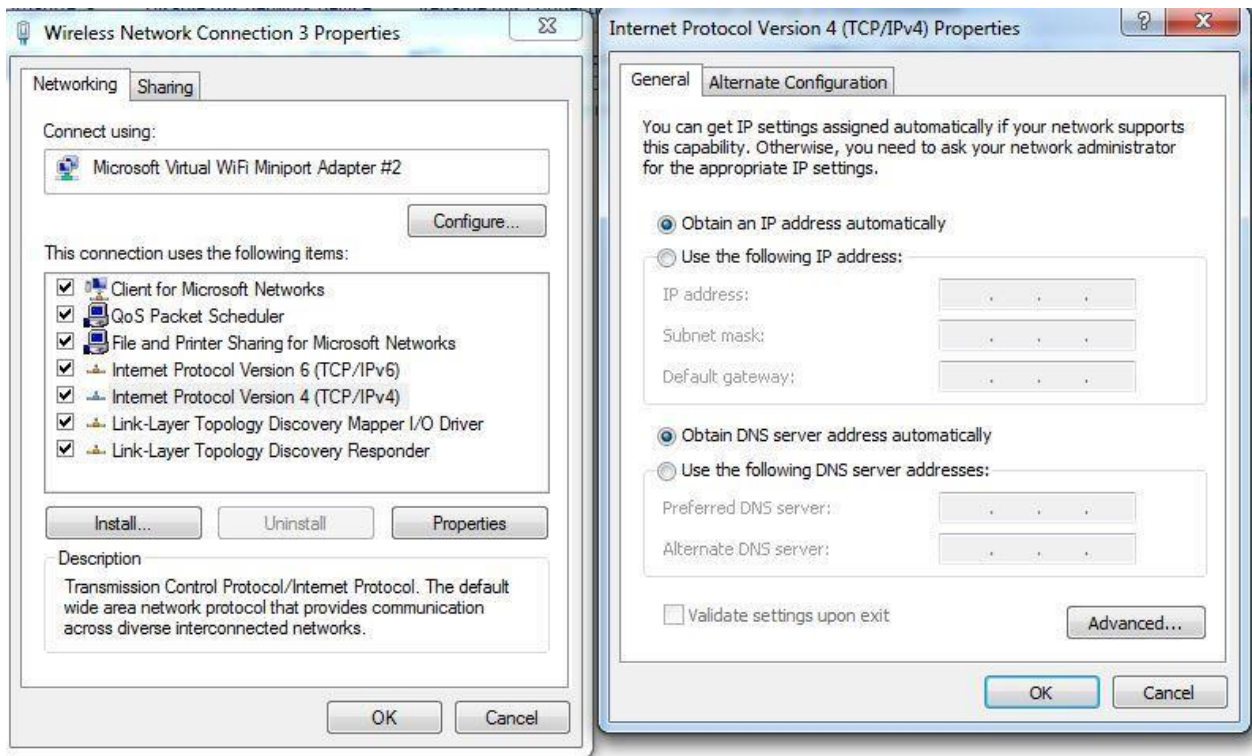 Wireless Network Connection 3 Properties
Networking
Sharing
Connect using:
Microsoft Virtual WiFi Miniport Adapter #2
Configure...
This connection uses the following items:
Client for Microsoft Networks
QoS Packet Scheduler
File and Printer Sharing for Microsoft Networks
Internet Protocol Version 6 (TCP/IPv6)
Internet Protocol Version 4 (TCP/IPv4)
Link-Layer Topology Discovery Mapper I/O Driver
Link-Layer Topology Discovery Responder
Install...
Uninstall
Properties
Description
Transmission Control Protocol/Internet Protocol. The default
wide area network protocol that provides communication
across diverse interconnected networks.
OK
Cancel
Internet Protocol Version 4 (TCP/IPv4) Properties
General
Alternate Configuration
You can get IP settings assigned automatically if your network supports
this capability. Otherwise, you need to ask your network administrator
for the appropriate IP settings.
Obtain an IP address automatically
Use the following IP address:
IP address:
Subnet mask:
Default gateway:
Obtain DNS server address automatically
Use the following DNS server addresses:
Preferred DNS server:
Alternate DNS server:
Validate settings upon exit
Advanced...
OK
Cancel